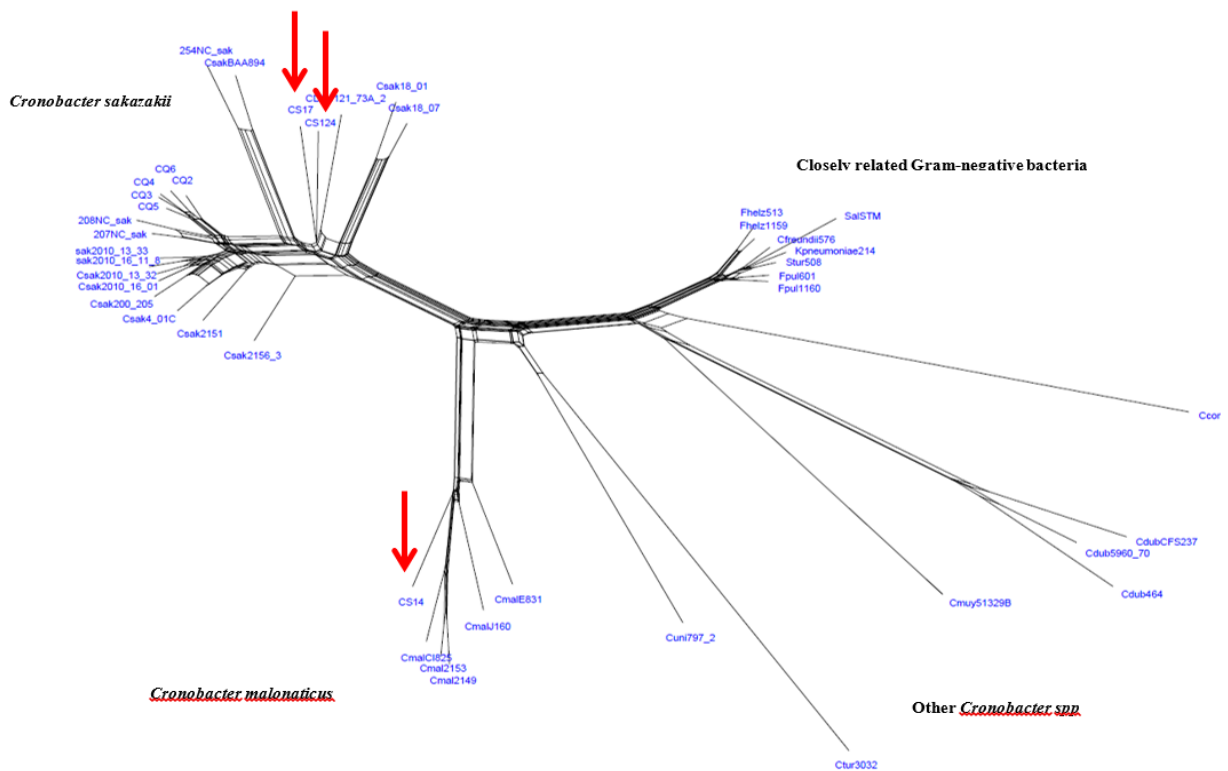 254NC_sak
CsakBAA894
Cronobacter sakazakii
CS17
121_73A_2
CS124
Csak18_01
Csak18_07
Closely related Gram-negative bacteria
CQ6
CQ4
CQ2
CQ3
CQ5
208NC_sak
207NC_sak
sak2010_13_33
sak2010_16_11_8
Csak2010_13_32
Csak2010_16_01
Csak200_205
Csak4_01C
Csak2151
Csak2156_3
Fhelz513
SalSTM
Fhelz1159
Cfreundii576
Kpneumoniae214
Stur508
Fpul601
Fpul1160
Ccor
CdubCFS237
Cdub5960_70
Cdub464
Cmuy51329B
CS14
CmalE831
CmalJ160
CmalCI825
Cmal2153
Cmal2149
Cuni797_2
Cronobacter malonaticus
Other Cronobacter spp
Ctur3032